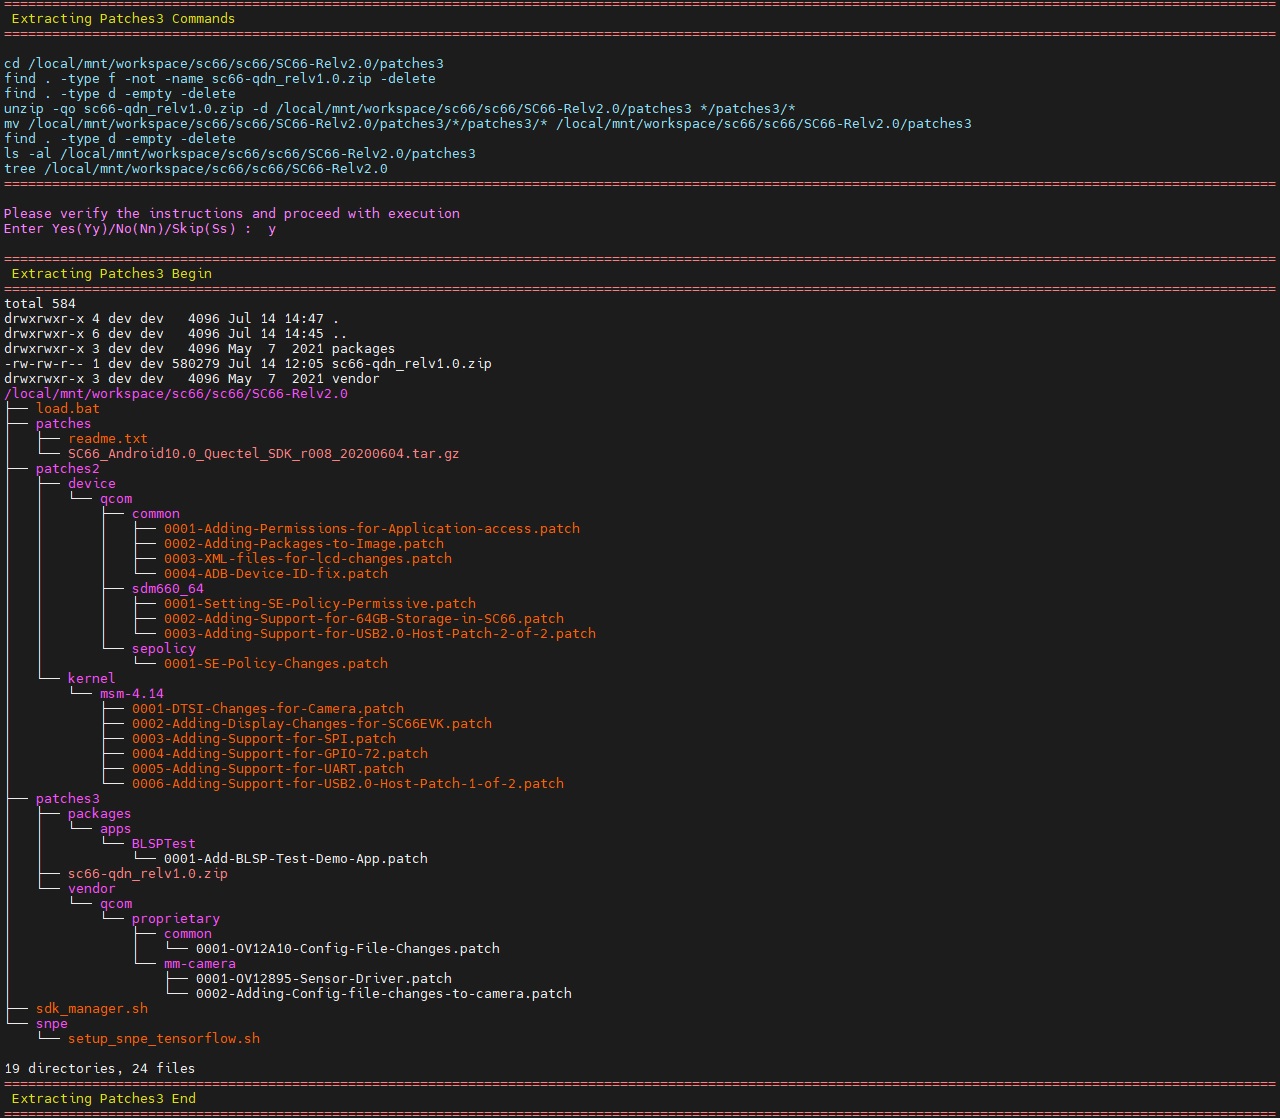 ================================================================================================================================================================
 Extracting Patches3 Commands
================================================================================================================================================================

cd /local/mnt/workspace/sc66/sc66/SC66-Relv2.0/patches3
find . -type f -not -name sc66-qdn_relv1.0.zip -delete
find . -type d -empty -delete
unzip -qo sc66-qdn_relv1.0.zip -d /local/mnt/workspace/sc66/sc66/SC66-Relv2.0/patches3 */patches3/*
mv /local/mnt/workspace/sc66/sc66/SC66-Relv2.0/patches3/*/patches3/* /local/mnt/workspace/sc66/sc66/SC66-Relv2.0/patches3
find . -type d -empty -delete
ls -al /local/mnt/workspace/sc66/sc66/SC66-Relv2.0/patches3
tree /local/mnt/workspace/sc66/sc66/SC66-Relv2.0
================================================================================================================================================================

Please verify the instructions and proceed with execution
Enter Yes(Yy)/No(Nn)/Skip(Ss) :  y

================================================================================================================================================================
 Extracting Patches3 Begin
================================================================================================================================================================
total 584
drwxrwxr-x 4 dev dev   4096 Jul 14 14:47 .
drwxrwxr-x 6 dev dev   4096 Jul 14 14:45 ..
drwxrwxr-x 3 dev dev   4096 May  7  2021 packages
-rw-rw-r-- 1 dev dev 580279 Jul 14 12:05 sc66-qdn_relv1.0.zip
drwxrwxr-x 3 dev dev   4096 May  7  2021 vendor
/local/mnt/workspace/sc66/sc66/SC66-Relv2.0
├── load.bat
├── patches
│   ├── readme.txt
│   └── SC66_Android10.0_Quectel_SDK_r008_20200604.tar.gz
├── patches2
│   ├── device
│   │   └── qcom
│   │       ├── common
│   │       │   ├── 0001-Adding-Permissions-for-Application-access.patch
│   │       │   ├── 0002-Adding-Packages-to-Image.patch
│   │       │   ├── 0003-XML-files-for-lcd-changes.patch
│   │       │   └── 0004-ADB-Device-ID-fix.patch
│   │       ├── sdm660_64
│   │       │   ├── 0001-Setting-SE-Policy-Permissive.patch
│   │       │   ├── 0002-Adding-Support-for-64GB-Storage-in-SC66.patch
│   │       │   └── 0003-Adding-Support-for-USB2.0-Host-Patch-2-of-2.patch
│   │       └── sepolicy
│   │           └── 0001-SE-Policy-Changes.patch
│   └── kernel
│       └── msm-4.14
│           ├── 0001-DTSI-Changes-for-Camera.patch
│           ├── 0002-Adding-Display-Changes-for-SC66EVK.patch
│           ├── 0003-Adding-Support-for-SPI.patch
│           ├── 0004-Adding-Support-for-GPIO-72.patch
│           ├── 0005-Adding-Support-for-UART.patch
│           └── 0006-Adding-Support-for-USB2.0-Host-Patch-1-of-2.patch
├── patches3
│   ├── packages
│   │   └── apps
│   │       └── BLSPTest
│   │           └── 0001-Add-BLSP-Test-Demo-App.patch
│   ├── sc66-qdn_relv1.0.zip
│   └── vendor
│       └── qcom
│           └── proprietary
│               ├── common
│               │   └── 0001-OV12A10-Config-File-Changes.patch
│               └── mm-camera
│                   ├── 0001-OV12895-Sensor-Driver.patch
│                   └── 0002-Adding-Config-file-changes-to-camera.patch
├── sdk_manager.sh
└── snpe
    └── setup_snpe_tensorflow.sh

19 directories, 24 files
================================================================================================================================================================
 Extracting Patches3 End
================================================================================================================================================================